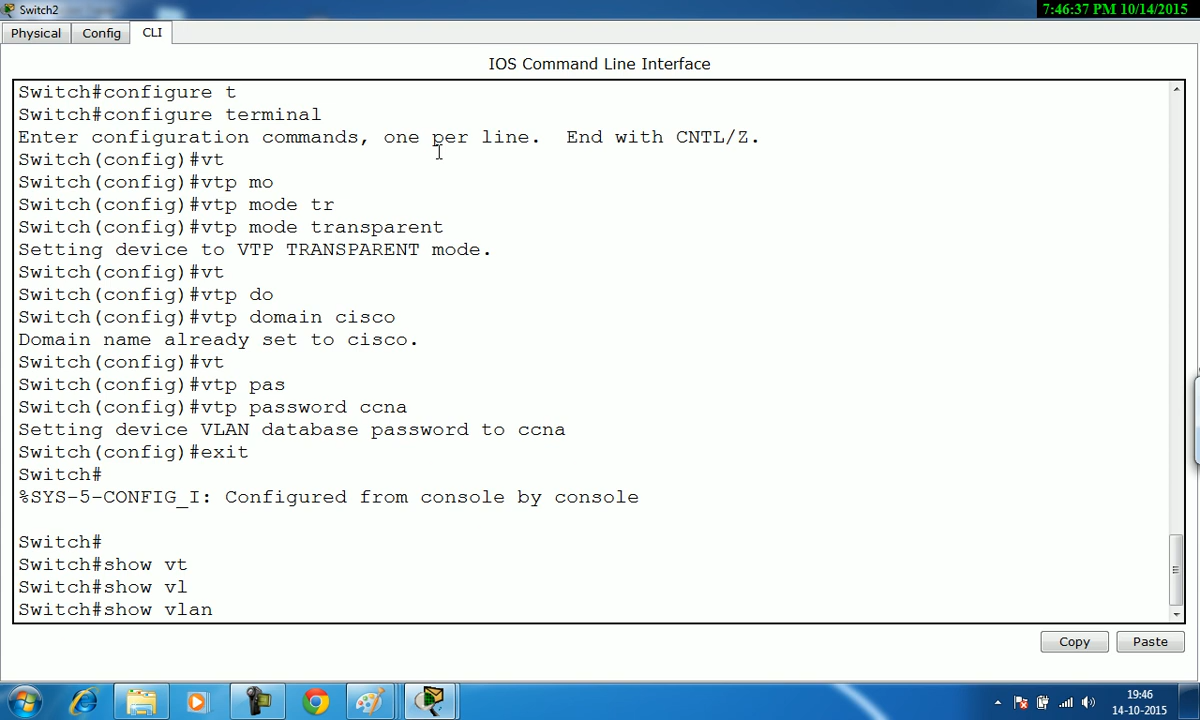 Switch2
7:46:37 PM 10/14/2015
Physical
Config
CLI
IOS Command Line Interface
Switch#configure t
Switch#configure terminal
Enter configuration commands, one per line.  End with CNTL/Z.
Switch(config)#vt
Switch(config)#vtp mo
Switch(config)#vtp mode tr
Switch(config)#vtp mode transparent
Setting device to VTP TRANSPARENT mode.
Switch(config)#vt
Switch(config)#vtp do
Switch(config)#vtp domain cisco
Domain name already set to cisco.
Switch(config)#vt
Switch(config)#vtp pas
Switch(config)#vtp password ccna
Setting device VLAN database password to ccna
Switch(config)#exit
Switch#
%SYS-5-CONFIG_I: Configured from console by console
Switch#
Switch#show vt
Switch#show vl
Switch#show vlan
Copy
Paste
19:46
14-10-2015